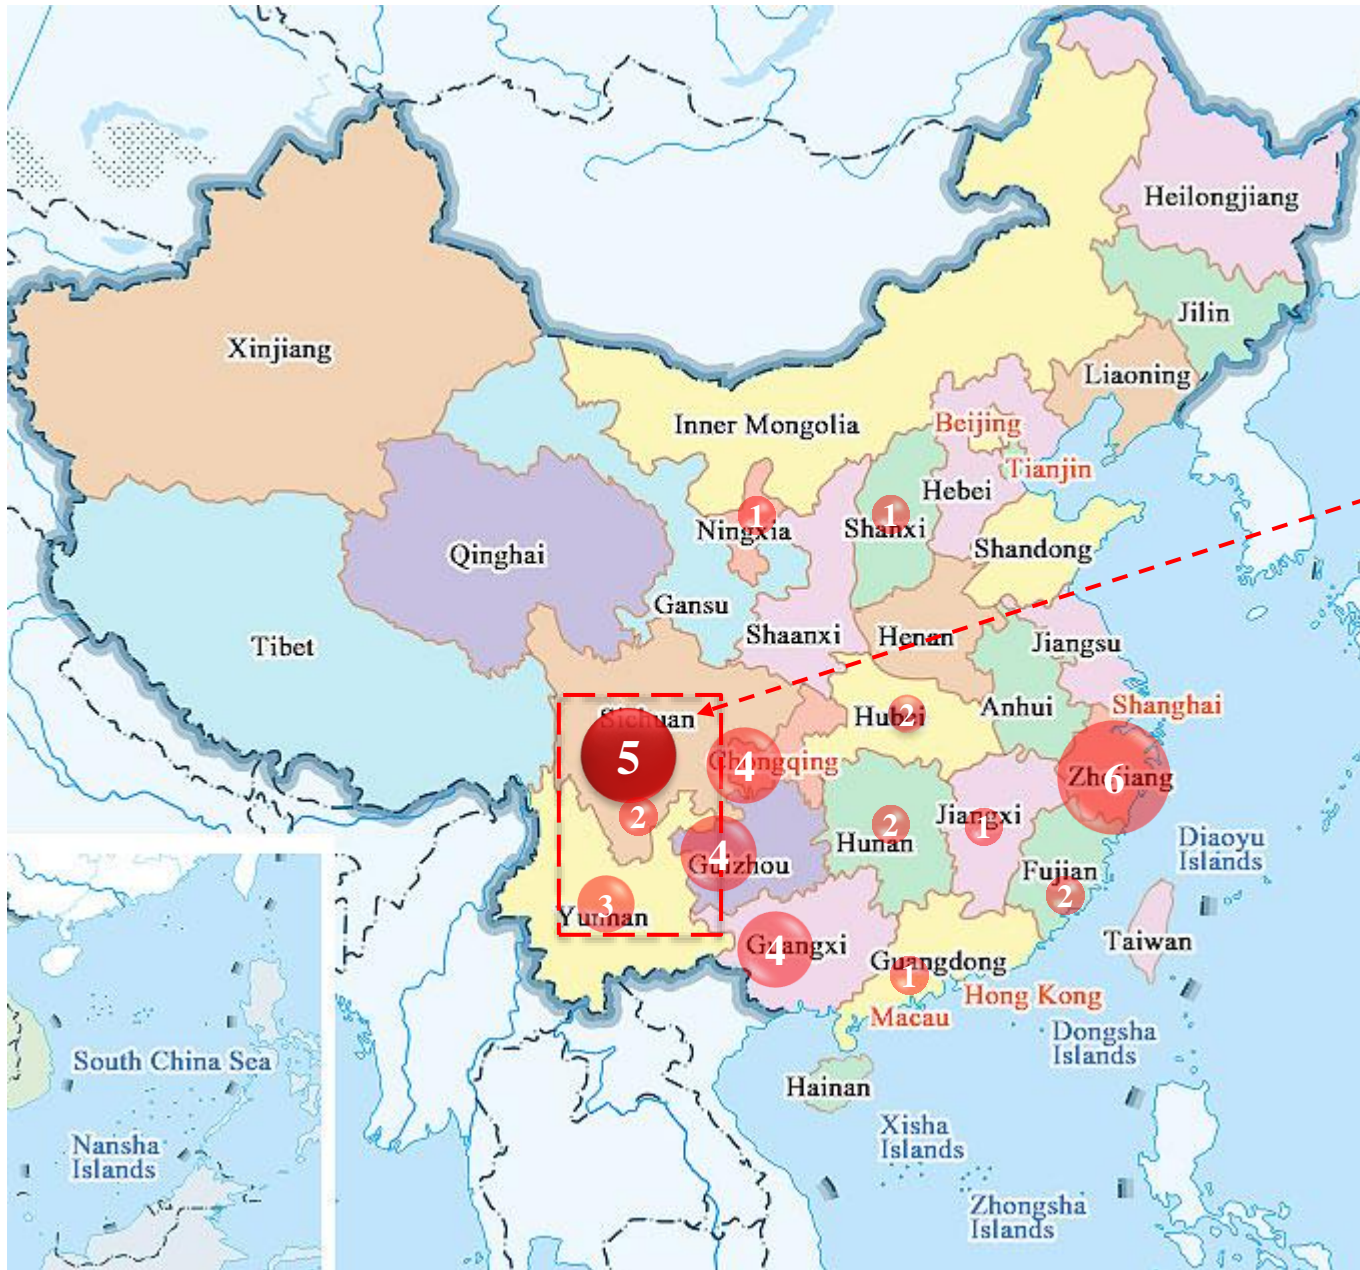 Heilongjiang
Jilin
Xinjiang
Liaoning
Inner Mongolia
Beijing
Tianjin
Hebei
1
Ningxia
1
Shanxi
Shandong
Qinghai
Gansu
Shaanxi
Henan
Jiangsu
Tibet
Sichuan
Hubei
2
Anhui
Shanghai
5
4
Chongqing
Zhejiang
6
2
Hunan
2
Jiangxi
1
Diaoyu
Islands
4
Guizhou
Fujian
2
3
Yunnan
Guangxi
4
Guangdong
1
Taiwan
Hong Kong
Macau
Dongsha
Islands
South China Sea
Hainan
Xisha
Islands
Nansha
Islands
Zhongsha
Islands